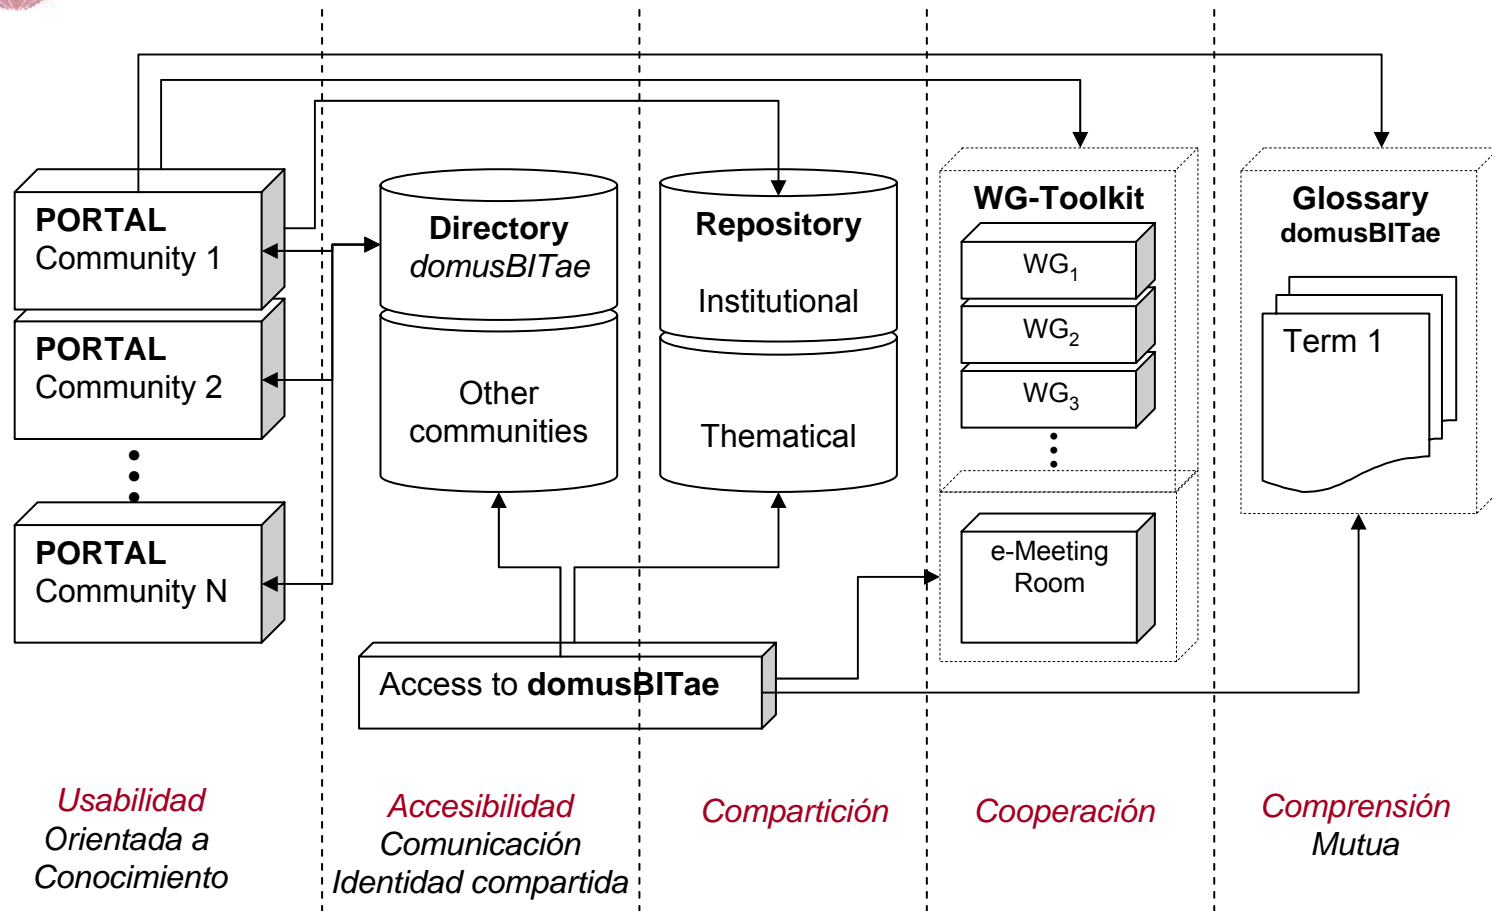 PORTAL
Community 1
PORTAL
Community 2
PORTAL
Community N
Directory
domusBITae
Other
communities
Repository
Institutional
Thematical
WG-Toolkit
WG1
WG2
WG3
e-Meeting
Room
Glossary
domusBITae
Term 1
Access to domusBITae
Usabilidad
Orientada a
Conocimiento
Accesibilidad
Comunicación
Identidad compartida
Compartición
Cooperación
Comprensión
Mutua